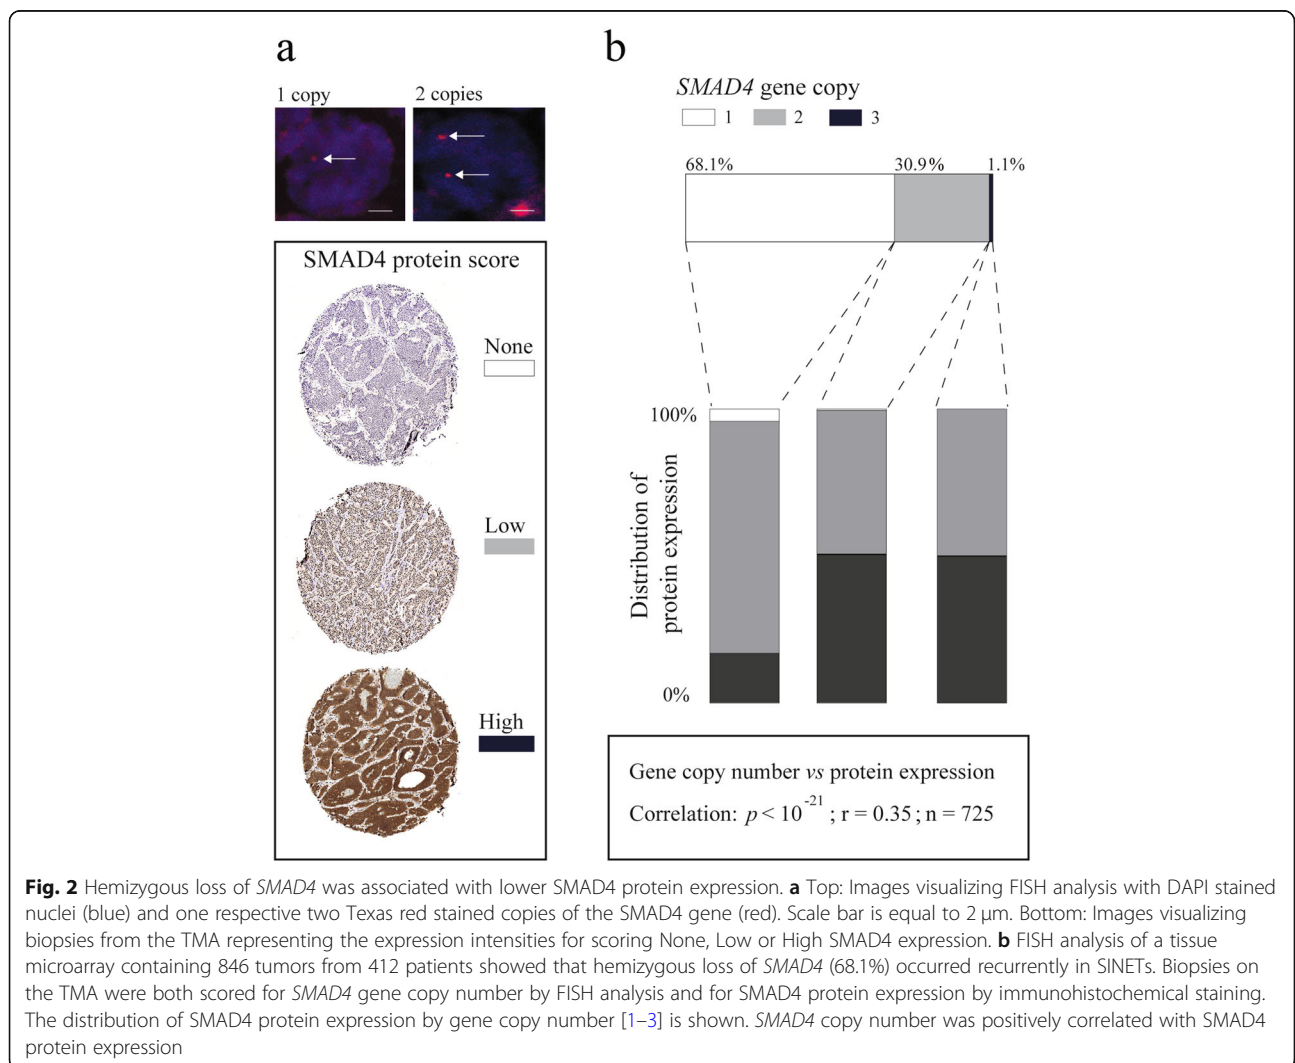 a
1 copy
2 copies
SMAD4 protein score
None
Low
High
b
SMAD4 gene copy
1 2 3
68.1% 30.9% 1.1%
100%
Distribution of
protein expression
0%
Gene copy number vs protein expression
Correlation: p < 10^-21 ; r = 0.35 ; n = 725
Fig. 2 Hemizygous loss of SMAD4 was associated with lower SMAD4 protein expression. a Top: Images visualizing FISH analysis with DAPI stained
nuclei (blue) and one respective two Texas red stained copies of the SMAD4 gene (red). Scale bar is equal to 2 μm. Bottom: Images visualizing
biopsies from the TMA representing the expression intensities for scoring None, Low or High SMAD4 expression. b FISH analysis of a tissue
microarray containing 846 tumors from 412 patients showed that hemizygous loss of SMAD4 (68.1%) occurred recurrently in SINETs. Biopsies on
the TMA were both scored for SMAD4 gene copy number by FISH analysis and for SMAD4 protein expression by immunohistochemical staining.
The distribution of SMAD4 protein expression by gene copy number [1–3] is shown. SMAD4 copy number was positively correlated with SMAD4
protein expression